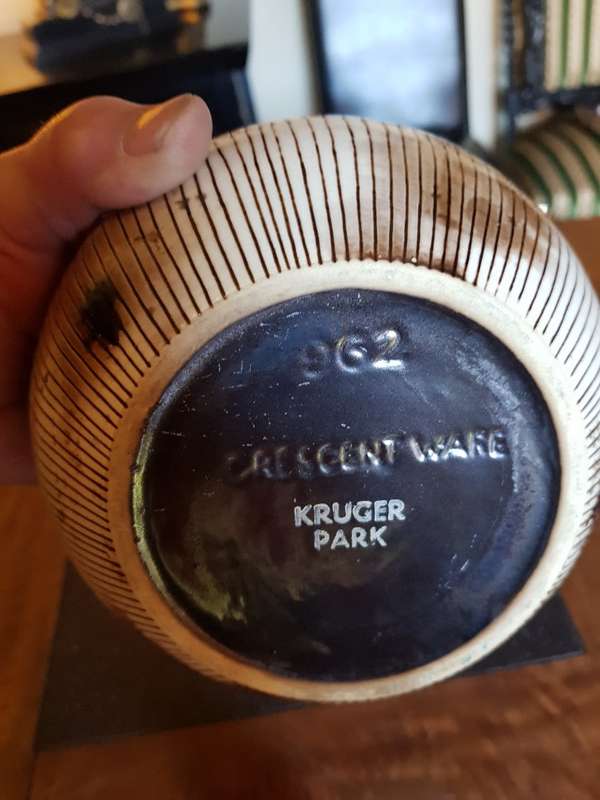 962
CRESCENT WARE
KRUGER
PARK